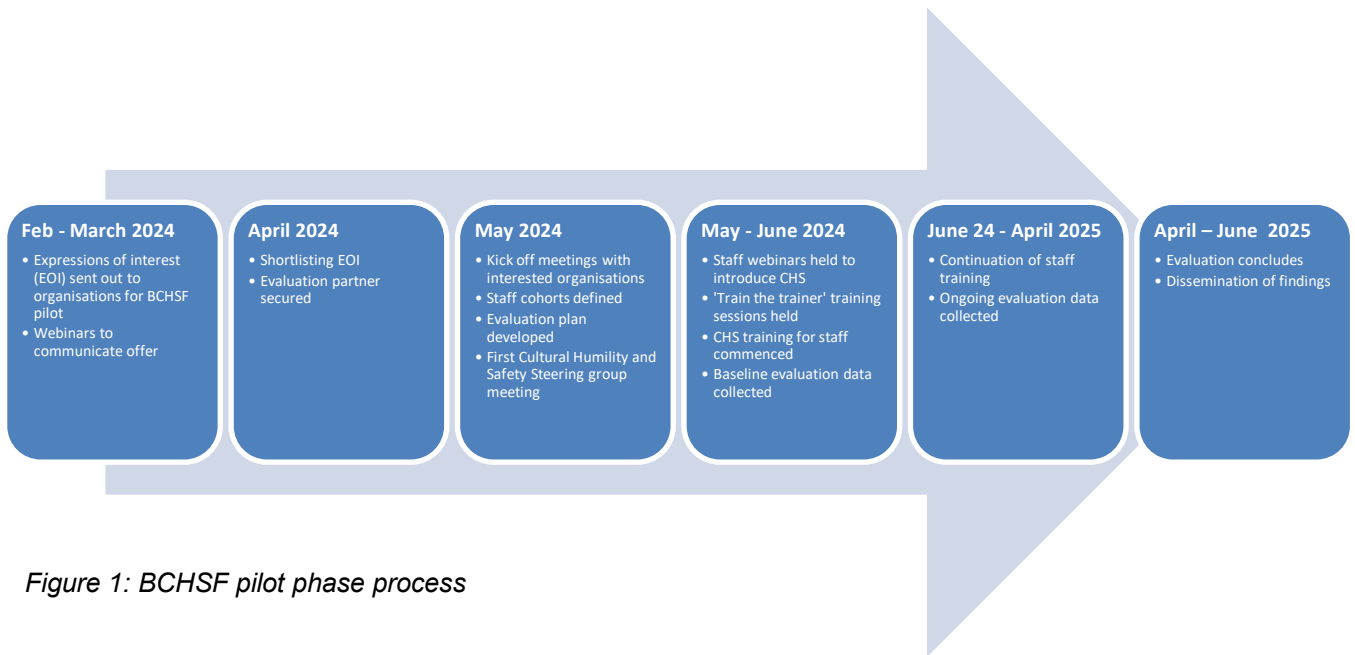 Feb - March 2024
• Expressions of interest
(EOI) sent out to
organisations for BCHSF
pilot
• Webinars to
communicate offer
April 2024
• Shortlisting EOI
• Evaluation partner
secured
May 2024
• Kick off meetings with
interested organisations
• Staff cohorts defined
• Evaluation plan
developed
• First Cultural Humility and
Safety Steering group
meeting
May - June 2024
• Staff webinars held to
introduce CHS
• 'Train the trainer' training
sessions held
• CHS training for staff
commenced
• Baseline evaluation data
collected
June 24 - April 2025
• Continuation of staff
training
• Ongoing evaluation data
collected
April – June  2025
• Evaluation concludes
• Dissemination of findings
Figure 1: BCHSF pilot phase process